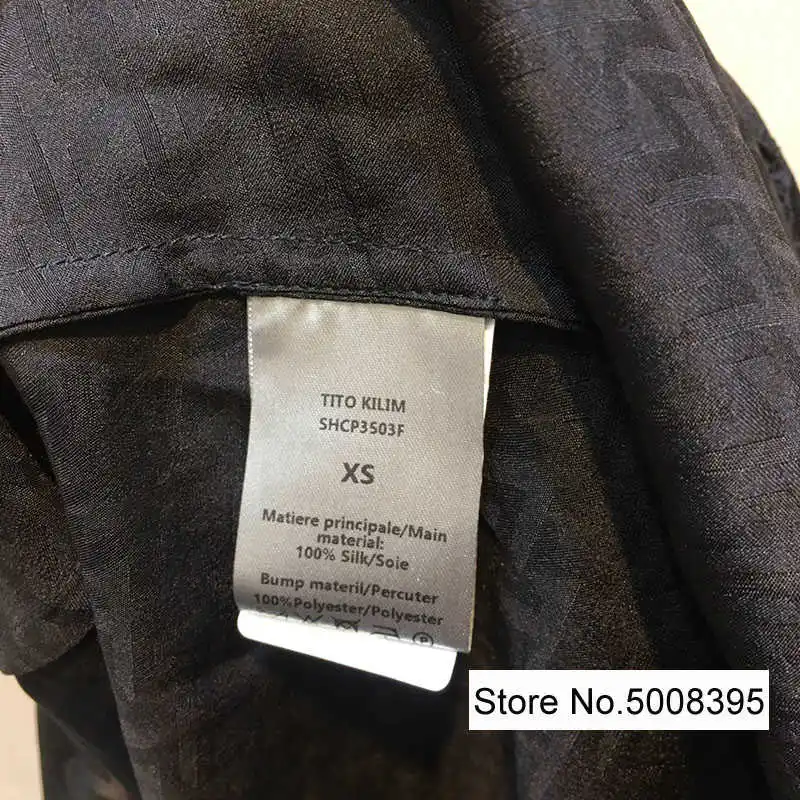 TITO KILIM
SHCP3503F
XS
Matiere principale/Main
material:
100% Silk/Soie
Bump materil/Percuter
100%Polyester/Polyester
P
Store No.5008395